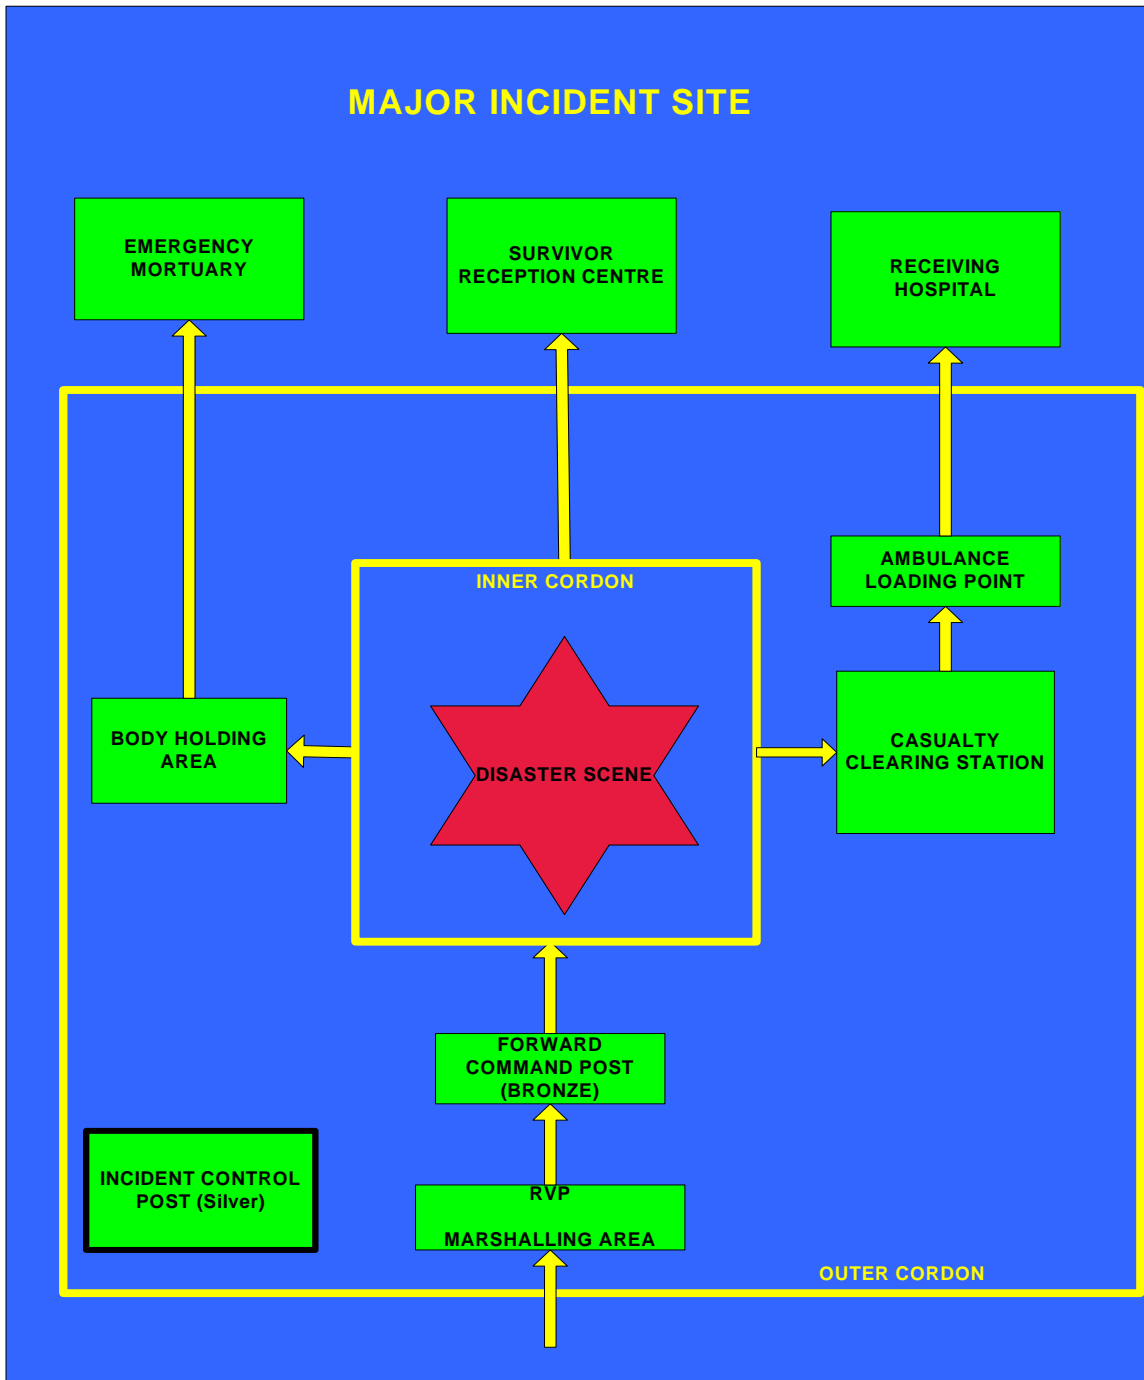 MAJOR INCIDENT SITE
EMERGENCY
MORTUARY
SURVIVOR
RECEPTION CENTRE
RECEIVING
HOSPITAL
AMBULANCE
LOADING POINT
INNER CORDON
BODY HOLDING
AREA
DISASTER SCENE
CASUALTY
CLEARING STATION
FORWARD
COMMAND POST
(BRONZE)
INCIDENT CONTROL
POST (Silver)
RVP
MARSHALLING AREA
OUTER CORDON